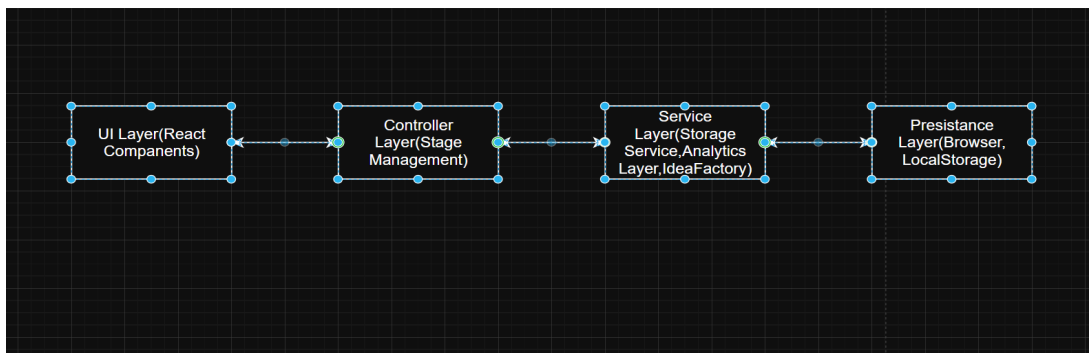 UI Layer(React
Companents)
Controller
Layer(Stage
Management)
Service
Layer(Storage
Service,Analytics
Layer,IdeaFactory)
Presistance
Layer(Browser,
LocalStorage)